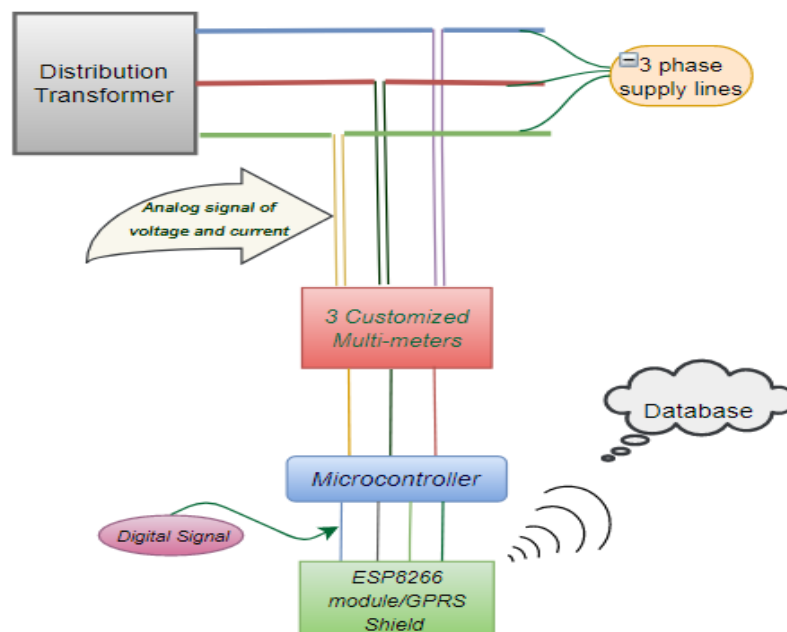 Distribution
Transformer
3 phase
supply lines
Analog signal of
voltage and current
3 Customized
Multi-meters
Database
Microcontroller
Digital Signal
ESP8266
module/GPRS
Shield